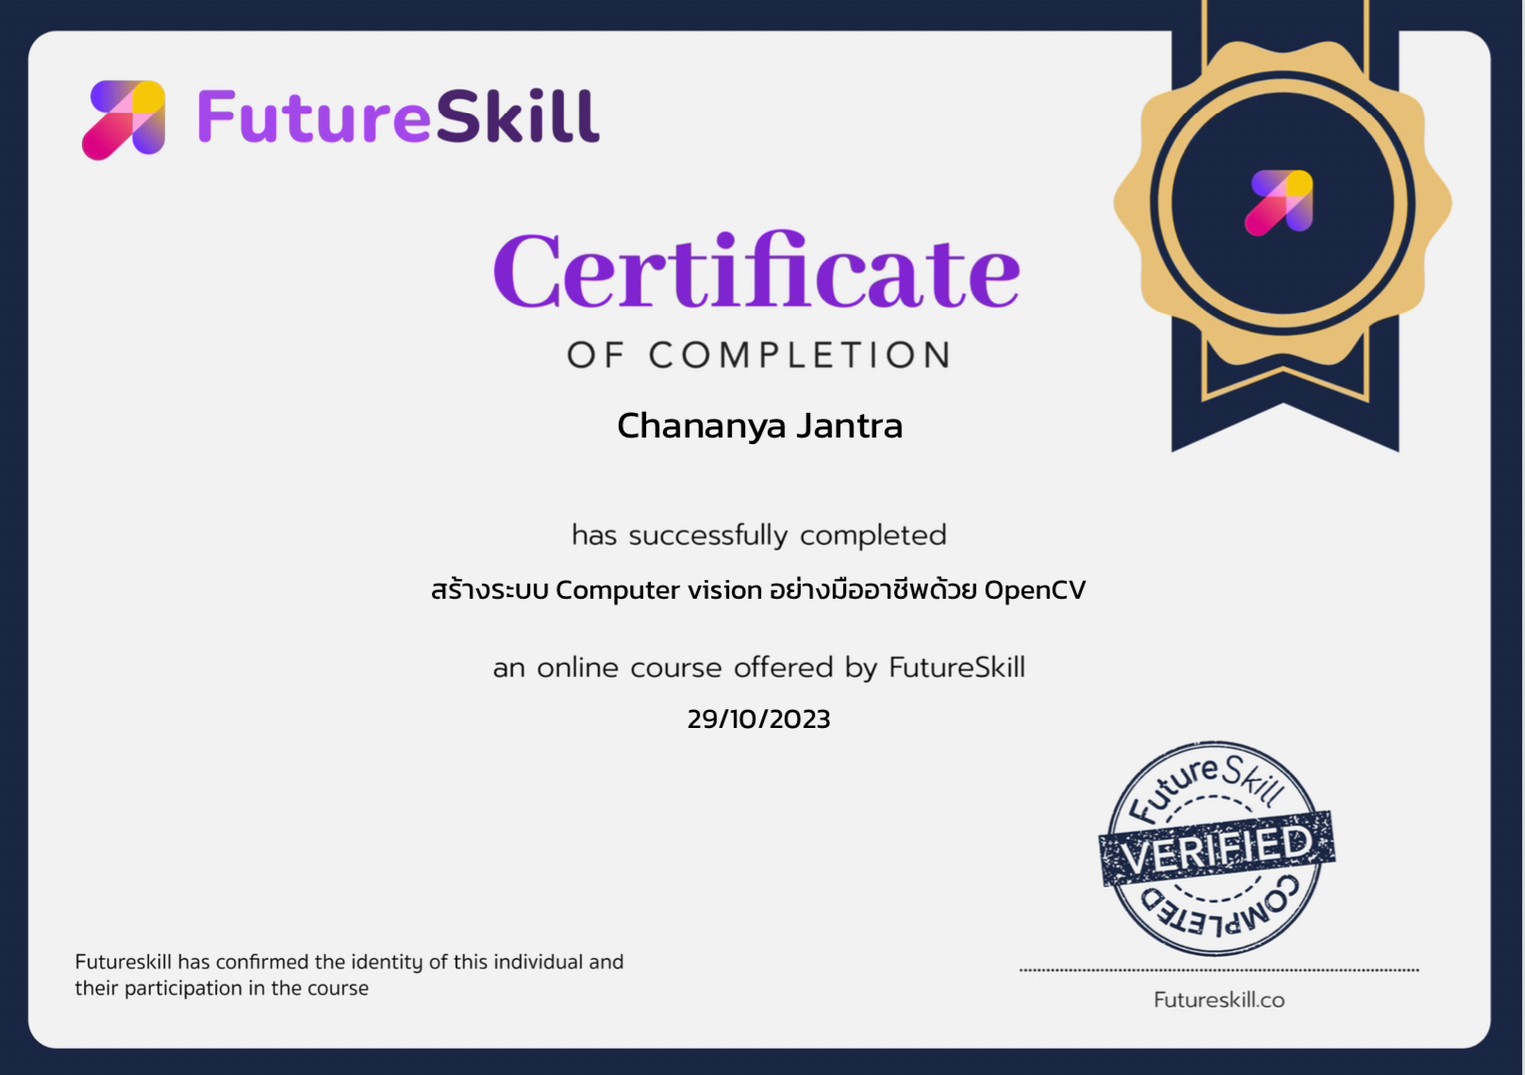 FutureSkill
Certificate
OF COMPLETION
Chananya Jantra
has successfully completed
สร้างระบบ Computer vision อย่างมืออาชีพด้วย OpenCV
an online course offered by FutureSkill
29/10/2023
FutureSkill
VERIFIED
COMPLETED
Futureskill has confirmed the identity of this individual and
their participation in the course
Futureskill.co